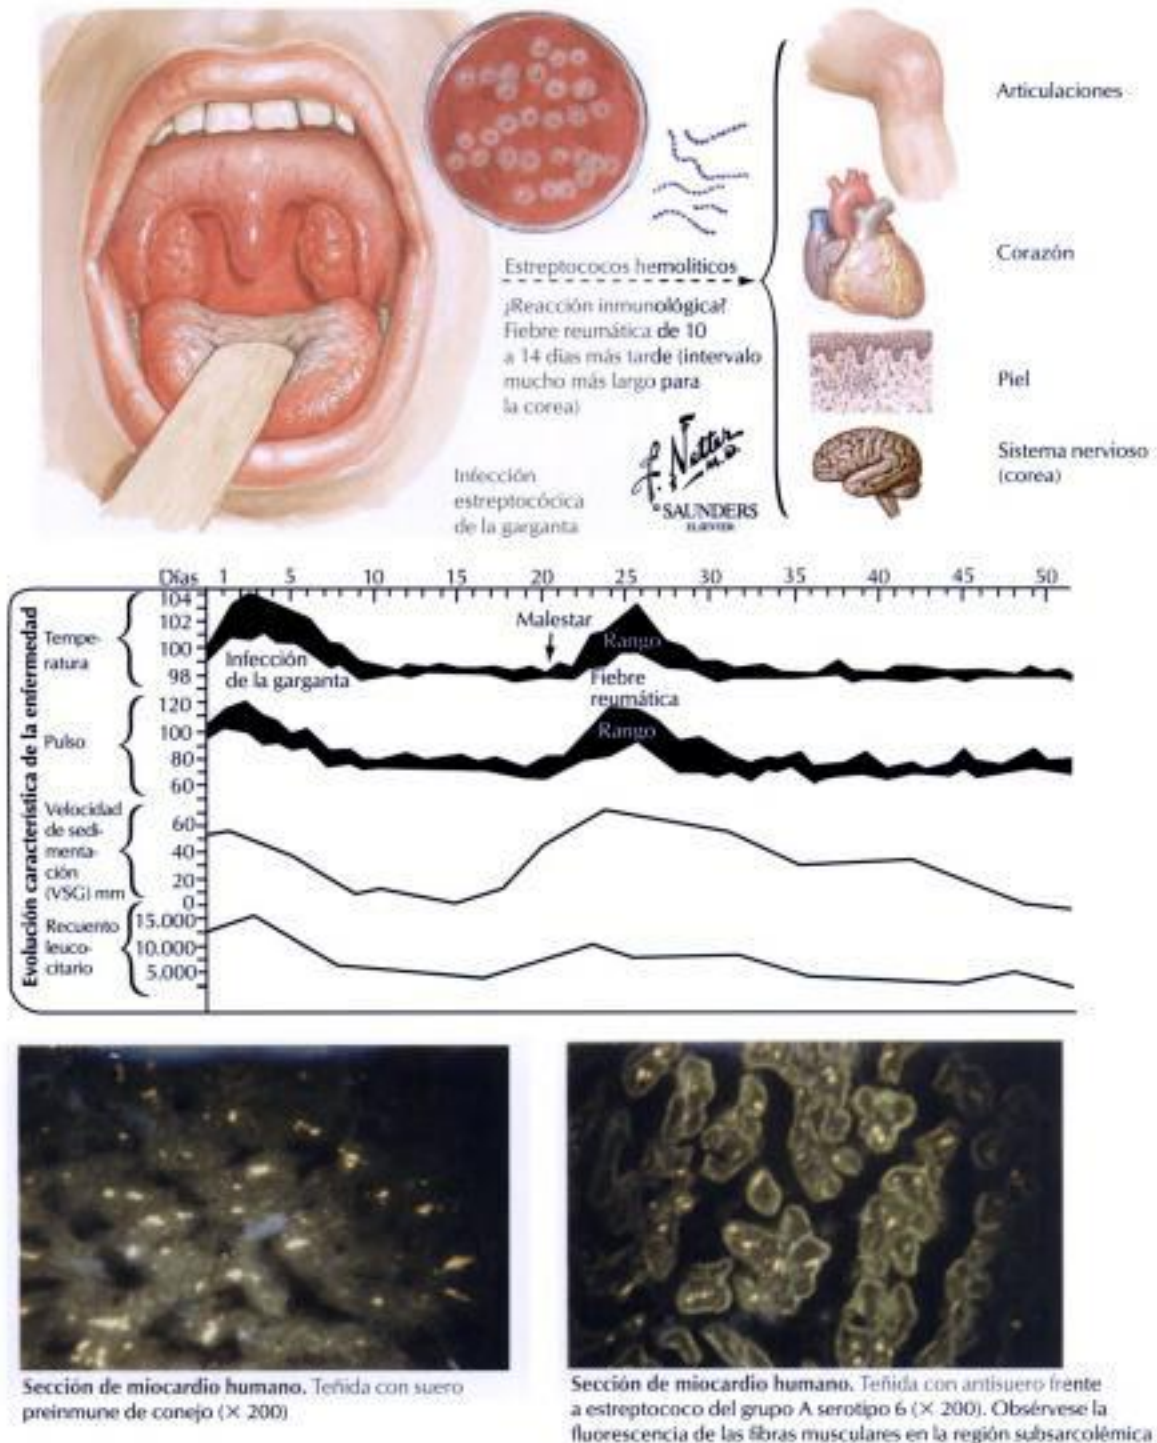 Articulaciones
Corazón
Estreptococos hemolíticos
¿Reacción inmunológica?
Fiebre reumática de 10
a 14 días más tarde (intervalo
mucho más largo para
la corea)
Piel
Sistema nervioso
(corea)
Infección
estreptocócica
de la garganta
F. Netter
M.D.
SAUNDERS
ELSEVIER
Días 1 5 10 15 20 25 30 35 40 45 50
Evolución característica de la enfermedad
Tempe-
ratura
104
102
100
98
Infección
de la garganta
Malestar
Rango
Fiebre
reumática
Pulso
120
100
80
60
Rango
Velocidad
de sedi-
menta-
ción
(VSG) mm
60
40
20
0
Recuento
leuco-
citario
15.000
10.000
5.000
Sección de miocardio humano. Teñida con suero
preinmune de conejo (× 200)
Sección de miocardio humano. Teñida con antisuero frente
a estreptococo del grupo A serotipo 6 (× 200). Obsérvese la
fluorescencia de las fibras musculares en la región subsarcolémica